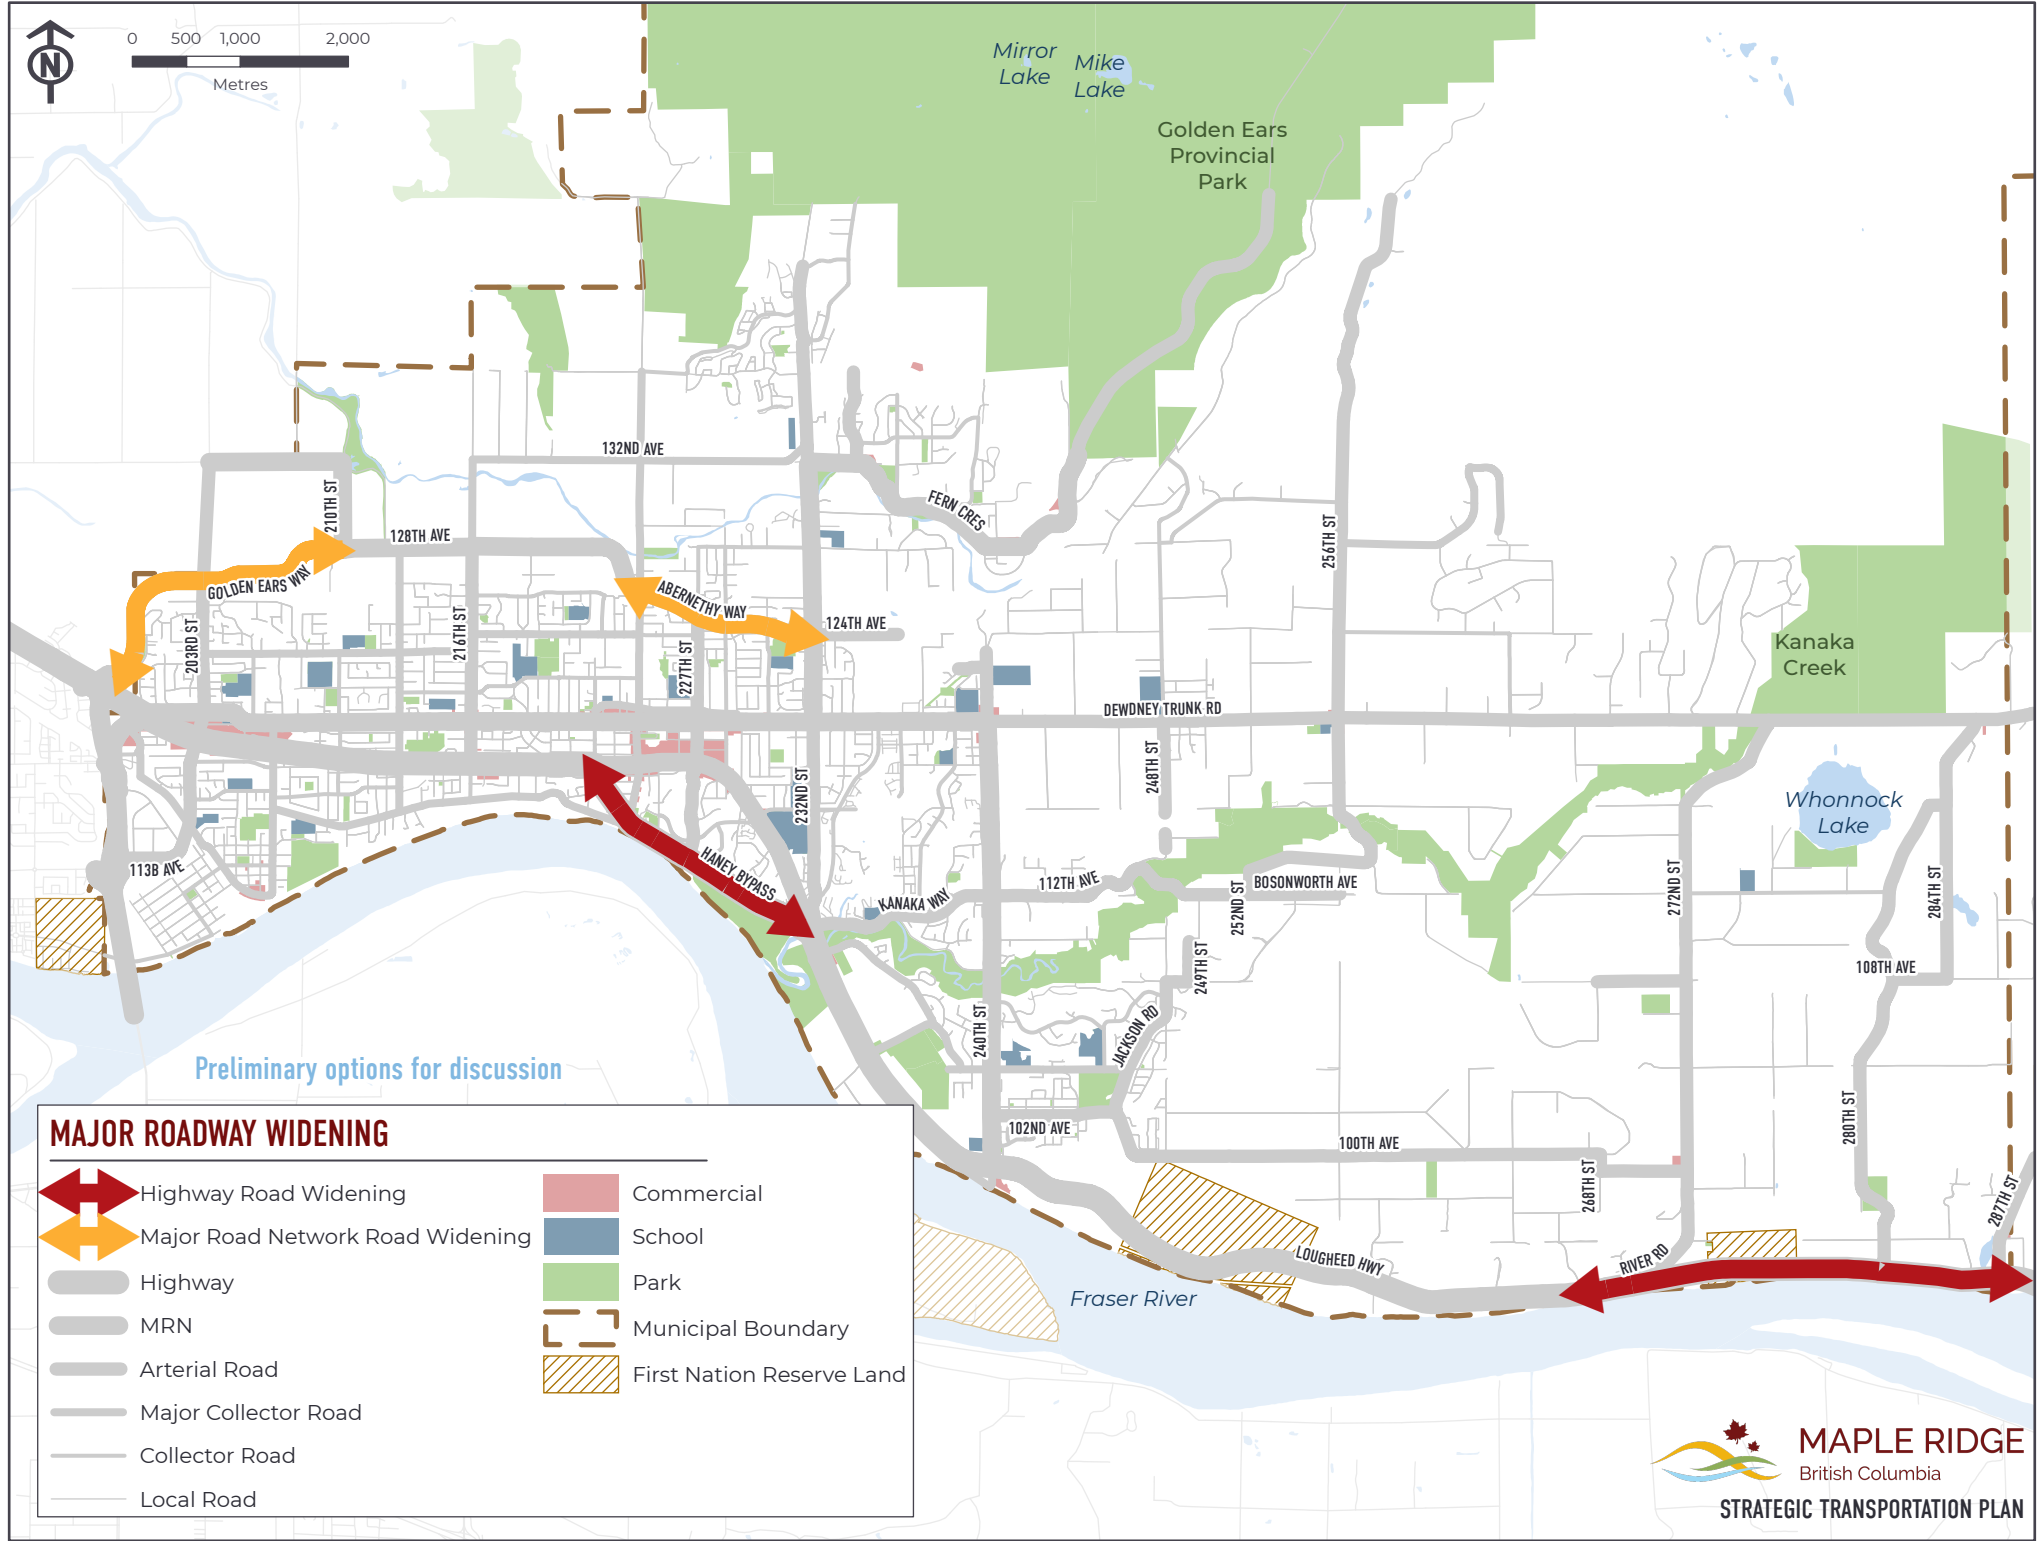 0 500 1,000 2,000
Metres
N
Mirror
Lake
Mike
Lake
Golden Ears
Provincial
Park
132ND AVE
210TH ST
FERN CRES
128TH AVE
256TH ST
GOLDEN EARS WAY
ABERNETHY WAY
124TH AVE
203RD ST
216TH ST
227TH ST
Kanaka
Creek
DEWDNEY TRUNK RD
248TH ST
232ND ST
Whonnock
Lake
113B AVE
HANEY BYPASS
KANAKA WAY
112TH AVE
BOSONWORTH AVE
252ND ST
272ND ST
284TH ST
249TH ST
108TH AVE
240TH ST
JACKSON RD
Preliminary options for discussion
102ND AVE
100TH AVE
268TH ST
280TH ST
287TH ST
LOUGHEED HWY
RIVER RD
Fraser River
MAJOR ROADWAY WIDENING
Highway Road Widening
Major Road Network Road Widening
Highway
MRN
Arterial Road
Major Collector Road
Collector Road
Local Road
Commercial
School
Park
Municipal Boundary
First Nation Reserve Land
MAPLE RIDGE
British Columbia
STRATEGIC TRANSPORTATION PLAN